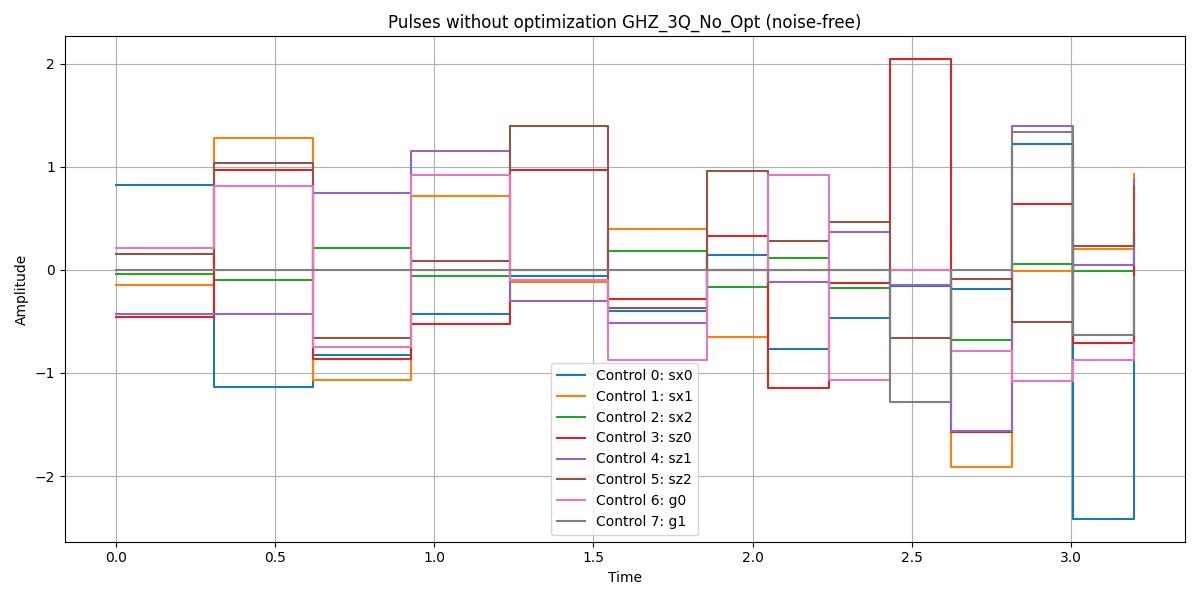 Pulses without optimization GHZ_3Q_No_Opt (noise-free)
2
1
0
−1
−2
Amplitude
Control 0: sx0
Control 1: sx1
Control 2: sx2
Control 3: sz0
Control 4: sz1
Control 5: sz2
Control 6: g0
Control 7: g1
0.0 0.5 1.0 1.5 2.0 2.5 3.0
Time